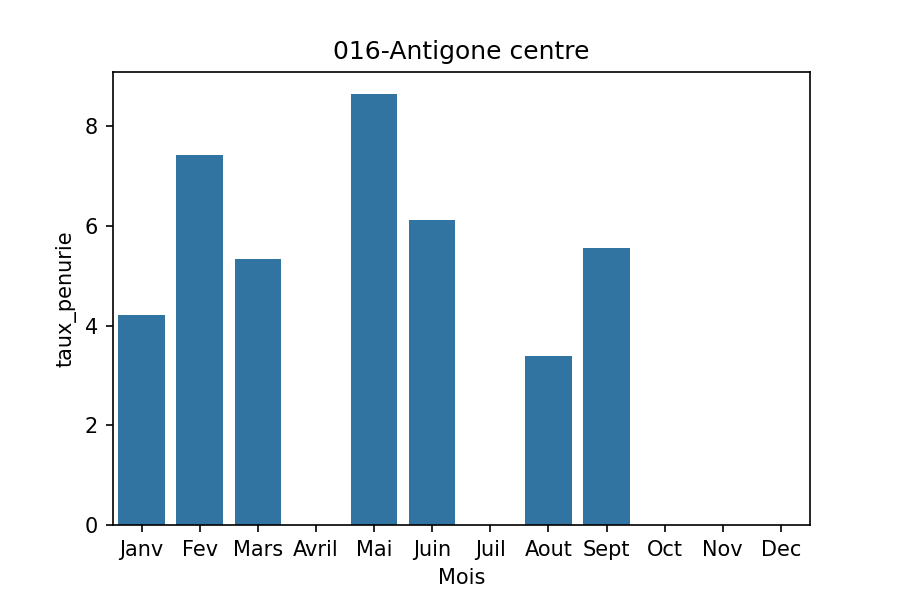 016-Antigone centre
taux_penurie
8
6
4
2
0
Janv Fev Mars Avril Mai Juin Juil Aout Sept Oct Nov Dec
Mois